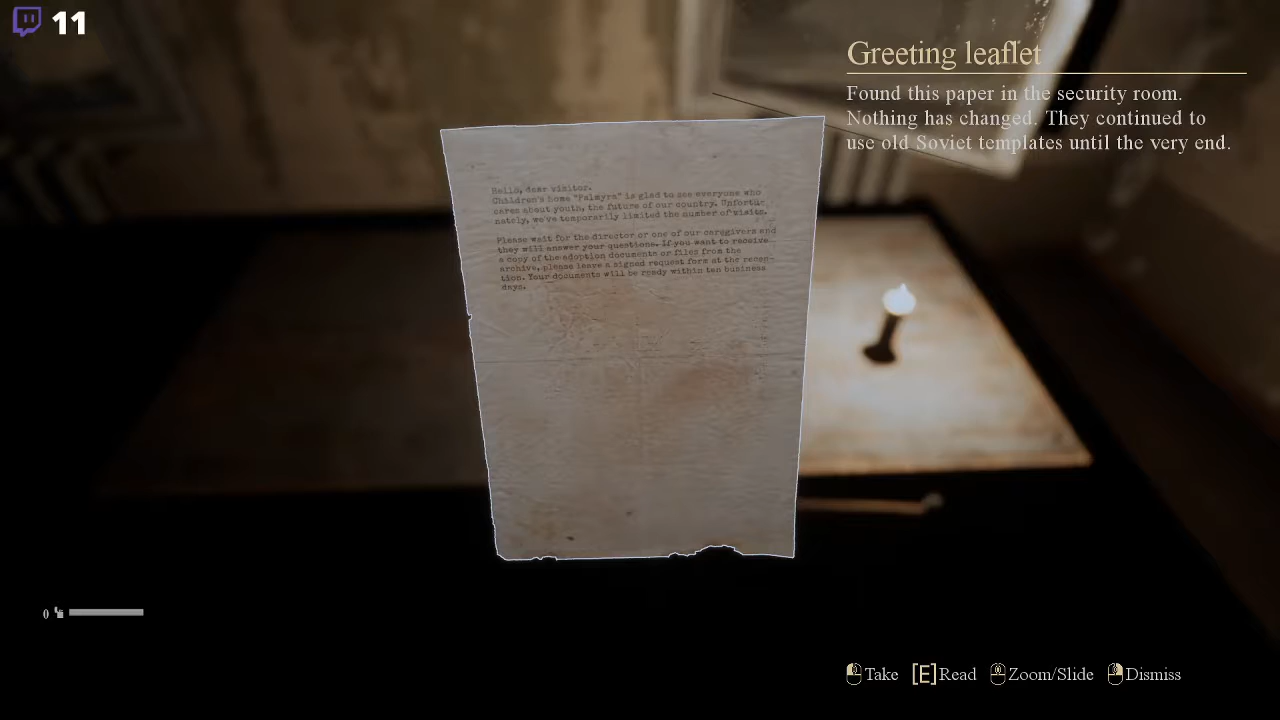 11
Greeting leaflet
Found this paper in the security room.
Nothing has changed. They continued to
use old Soviet templates until the very end.
Hello, dear visitor.
Children's home "Palmyra" is glad to see everyone who
cares about youth, the future of our country. Unfortu-
nately, we've temporarily limited the number of visits.
Please wait for the director or one of our caregivers and
they will answer your questions. If you want to receive
a copy of the adoption documents or files from the
archive, please leave a signed request form at the recep-
tion. Your documents will be ready within ten business
days.
0
Take [E]Read Zoom/Slide Dismiss